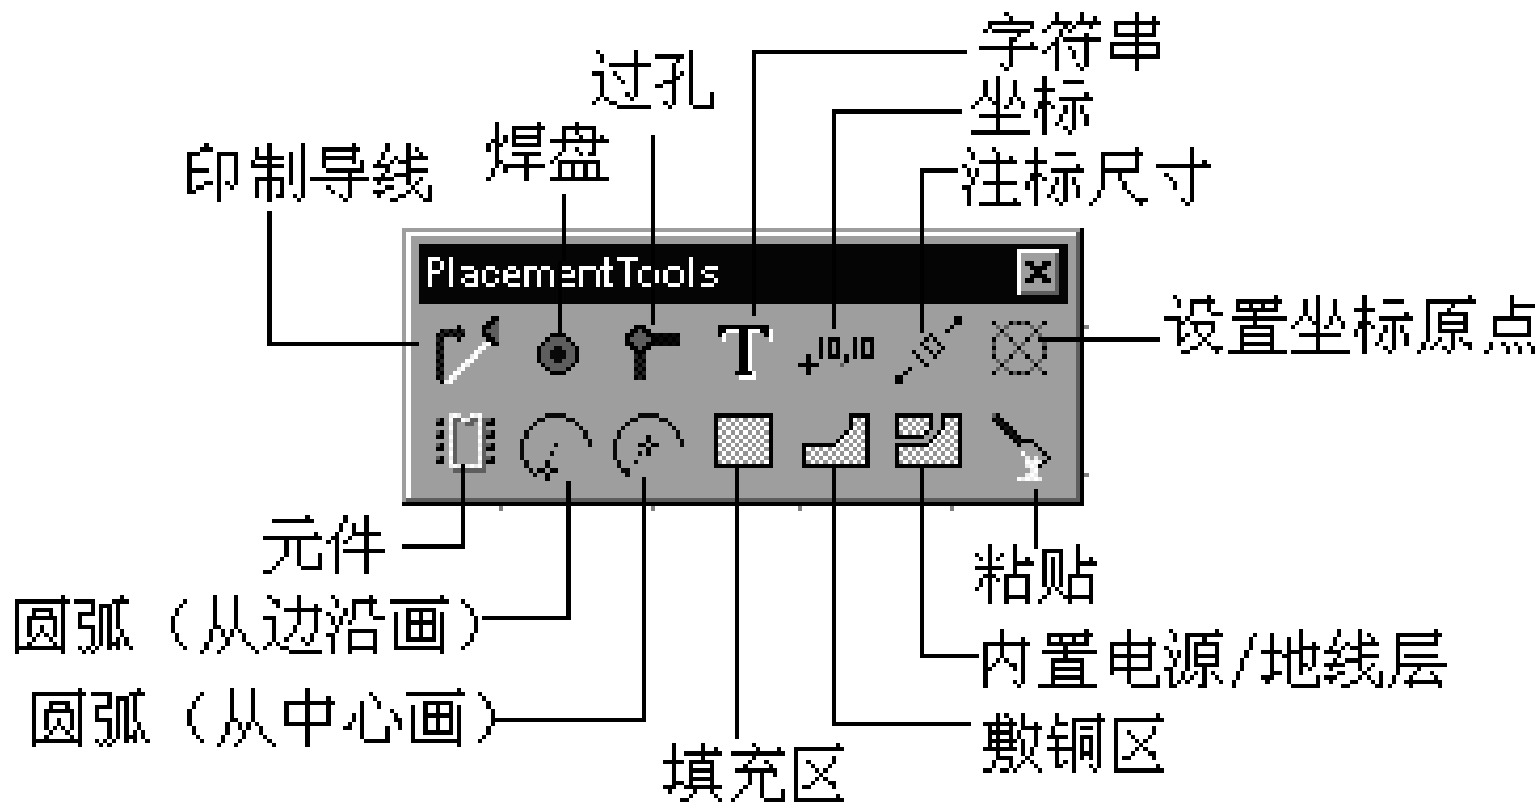 字符串
过孔
坐标
焊盘
印制导线
注标尺寸
PlacementTools
设置坐标原点
+10,10
元件
粘贴
圆弧（从边沿画）
内置电源/地线层
圆弧（从中心画）
敷铜区
填充区